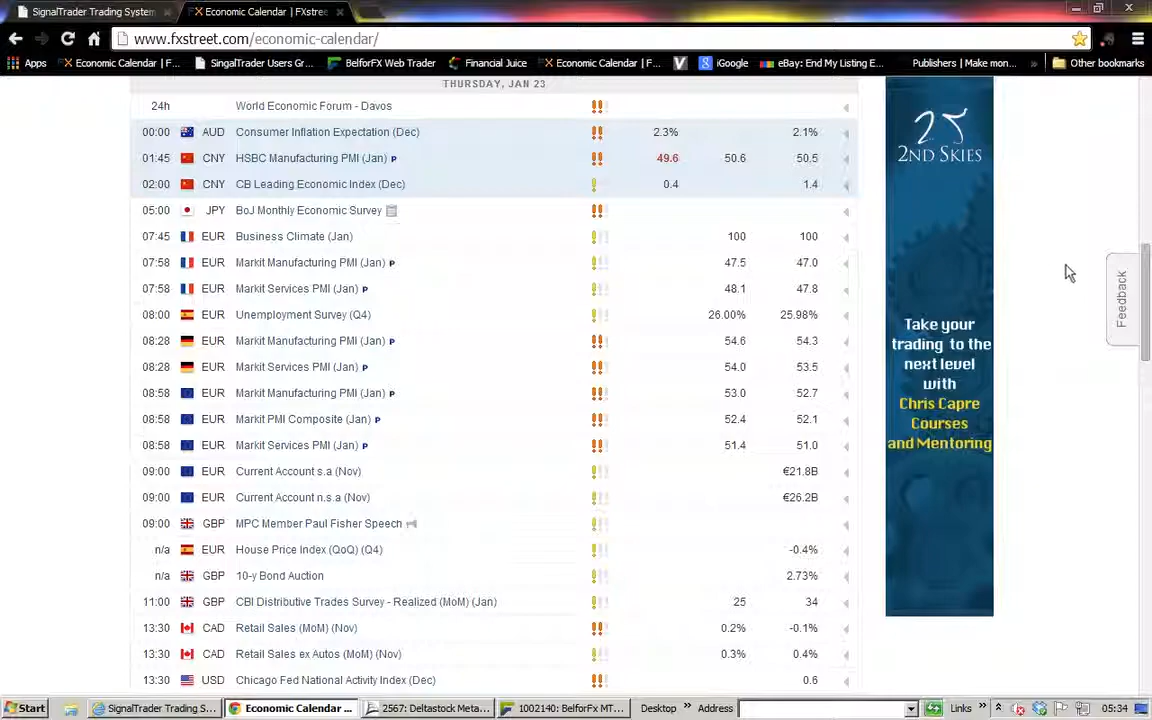 SignalTrader Trading System
FX Economic Calendar | FXstreet
www.fxstreet.com/economic-calendar/
Apps
FX Economic Calendar | F...
SingalTrader Users Gr...
BelforFX Web Trader
Financial Juice
FX Economic Calendar | F...
V
g iGoogle
eBay: End My Listing E...
Publishers | Make mon...
»
Other bookmarks
THURSDAY, JAN 23
24h World Economic Forum - Davos
00:00 AUD Consumer Inflation Expectation (Dec) 2.3% 2.1%
01:45 CNY HSBC Manufacturing PMI (Jan) P 49.6 50.6 50.5
02:00 CNY CB Leading Economic Index (Dec) 0.4 1.4
05:00 JPY BoJ Monthly Economic Survey
07:45 EUR Business Climate (Jan) 100 100
07:58 EUR Markit Manufacturing PMI (Jan) P 47.5 47.0
07:58 EUR Markit Services PMI (Jan) P 48.1 47.8
08:00 EUR Unemployment Survey (Q4) 26.00% 25.98%
08:28 EUR Markit Manufacturing PMI (Jan) P 54.6 54.3
08:28 EUR Markit Services PMI (Jan) P 54.0 53.5
08:58 EUR Markit Manufacturing PMI (Jan) P 53.0 52.7
08:58 EUR Markit PMI Composite (Jan) P 52.4 52.1
08:58 EUR Markit Services PMI (Jan) P 51.4 51.0
09:00 EUR Current Account s.a (Nov) €21.8B
09:00 EUR Current Account n.s.a (Nov) €26.2B
09:00 GBP MPC Member Paul Fisher Speech
n/a EUR House Price Index (QoQ) (Q4) -0.4%
n/a GBP 10-y Bond Auction 2.73%
11:00 GBP CBI Distributive Trades Survey - Realized (MoM) (Jan) 25 34
13:30 CAD Retail Sales (MoM) (Nov) 0.2% -0.1%
13:30 CAD Retail Sales ex Autos (MoM) (Nov) 0.3% 0.4%
13:30 USD Chicago Fed National Activity Index (Dec) 0.6
25
2ND SKIES
Take your
trading to the
next level
with
Chris Capre
Courses
and Mentoring
Feedback
Start
SignalTrader Trading S...
Economic Calendar ...
2567: Deltastock Meta...
1002140: BelforFx MT...
Desktop »
Address
Links »
05:34